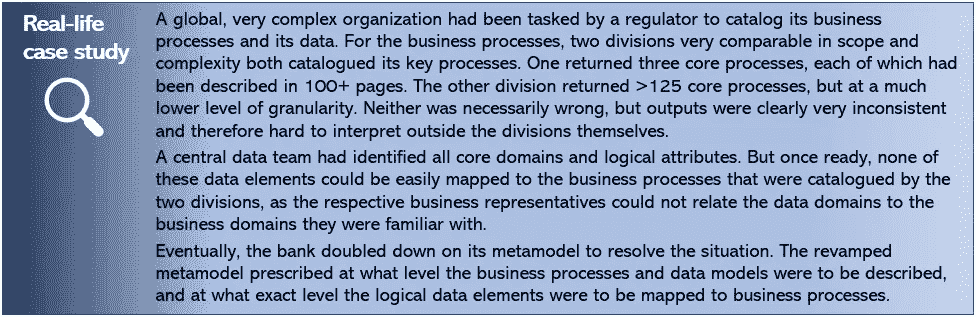 Real-life
case study
A global, very complex organization had been tasked by a regulator to catalog its business
processes and its data. For the business processes, two divisions very comparable in scope and
complexity both catalogued its key processes. One returned three core processes, each of which had
been described in 100+ pages. The other division returned >125 core processes, but at a much
lower level of granularity. Neither was necessarily wrong, but outputs were clearly very inconsistent
and therefore hard to interpret outside the divisions themselves.
A central data team had identified all core domains and logical attributes. But once ready, none of
these data elements could be easily mapped to the business processes that were catalogued by the
two divisions, as the respective business representatives could not relate the data domains to the
business domains they were familiar with.
Eventually, the bank doubled down on its metamodel to resolve the situation. The revamped
metamodel prescribed at what level the business processes and data models were to be described,
and at what exact level the logical data elements were to be mapped to business processes.